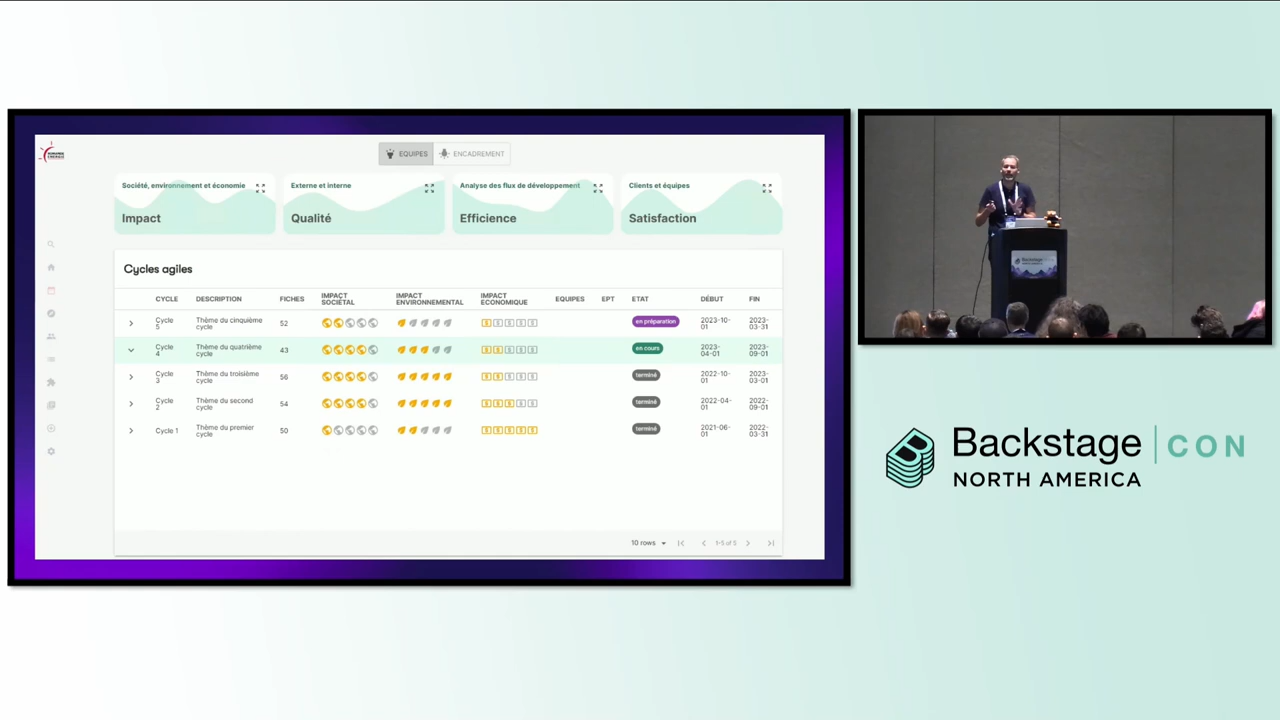 EQUIPES
ENCADREMENT
Société, environnement et économie
Impact
Externe et interne
Qualité
Analyse des flux de développement
Efficience
Clients et équipes
Satisfaction
Cycles agiles
CYCLE
DESCRIPTION
FICHES
IMPACT
SOCIÉTAL
IMPACT
ENVIRONNEMENTAL
IMPACT
ECONOMIQUE
EQUIPES
EPT
ETAT
DÉBUT
FIN
Cycle
5
Thème du cinquième
cycle
52
en préparation
2023-10-
01
2023-
03-31
Cycle
4
Thème du quatrième
cycle
43
en cours
2023-
04-01
2023-
09-01
Cycle
3
Thème du troisième
cycle
56
terminé
2022-10-
01
2023-
03-01
Cycle
2
Thème du second
cycle
54
terminé
2022-04-
01
2022-
09-01
Cycle 1
Thème du premier
cycle
50
terminé
2021-06-
01
2022-
03-31
10 rows
1-5 of 5
Backstage
Backstage CON
NORTH AMERICA